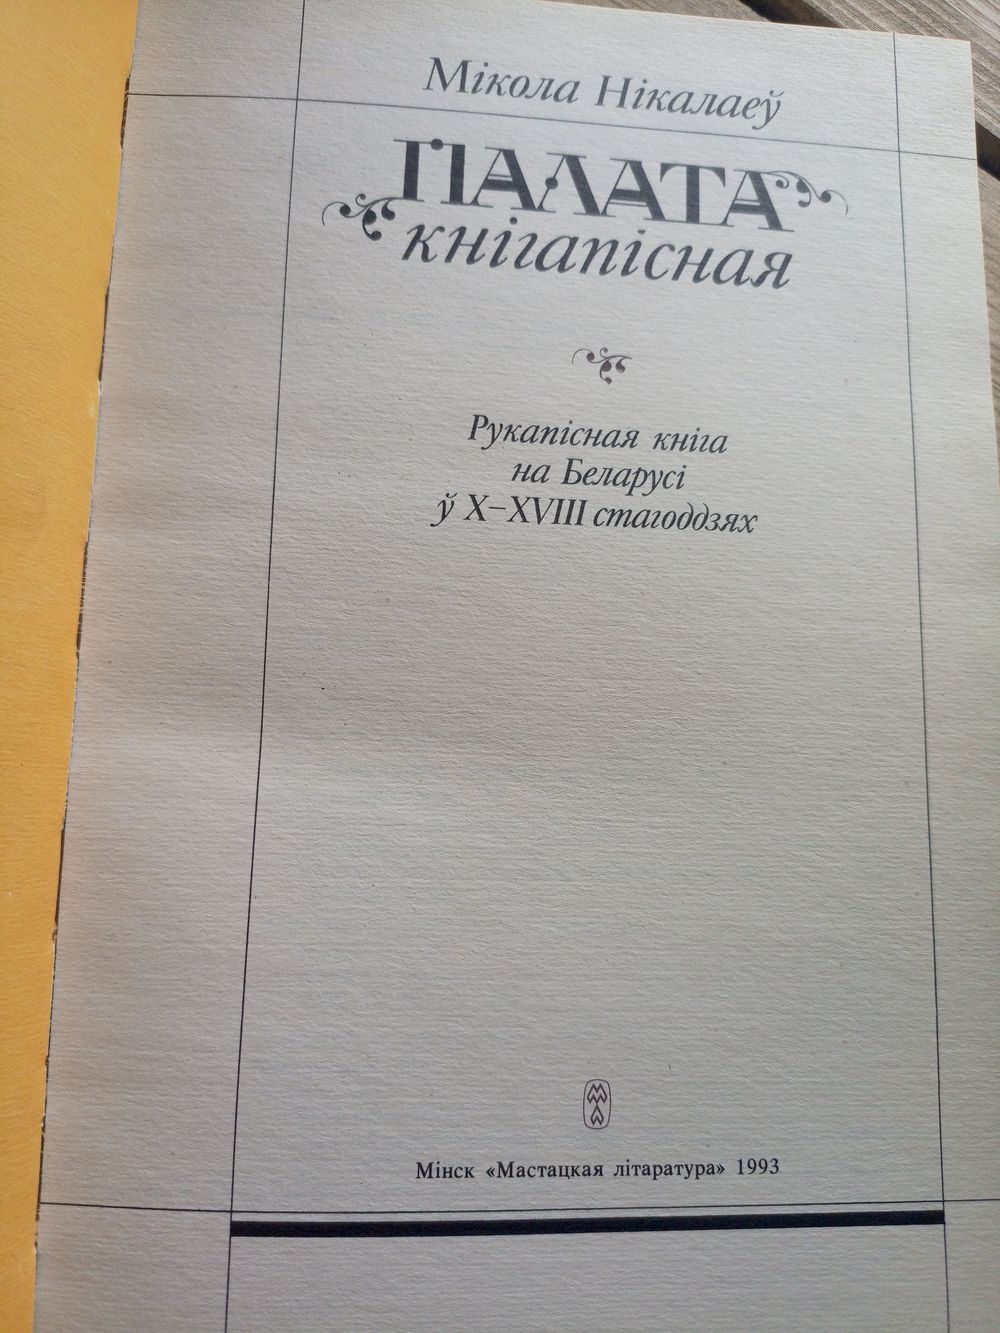 Мікола Нікалаеў
ПАЛАТА
кнігапісная
Рукапісная кніга
на Беларусі
ў X–XVIII стагоддзях
Мінск «Мастацкая літаратура» 1993